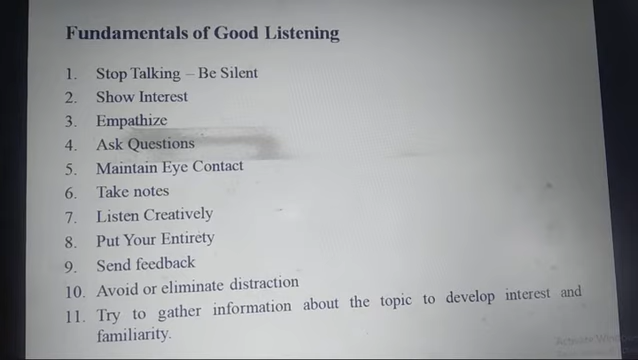 Fundamentals of Good Listening
1. Stop Talking – Be Silent
2. Show Interest
3. Empathize
4. Ask Questions
5. Maintain Eye Contact
6. Take notes
7. Listen Creatively
8. Put Your Entirety
9. Send feedback
10. Avoid or eliminate distraction
11. Try to gather information about the topic to develop interest and
familiarity.